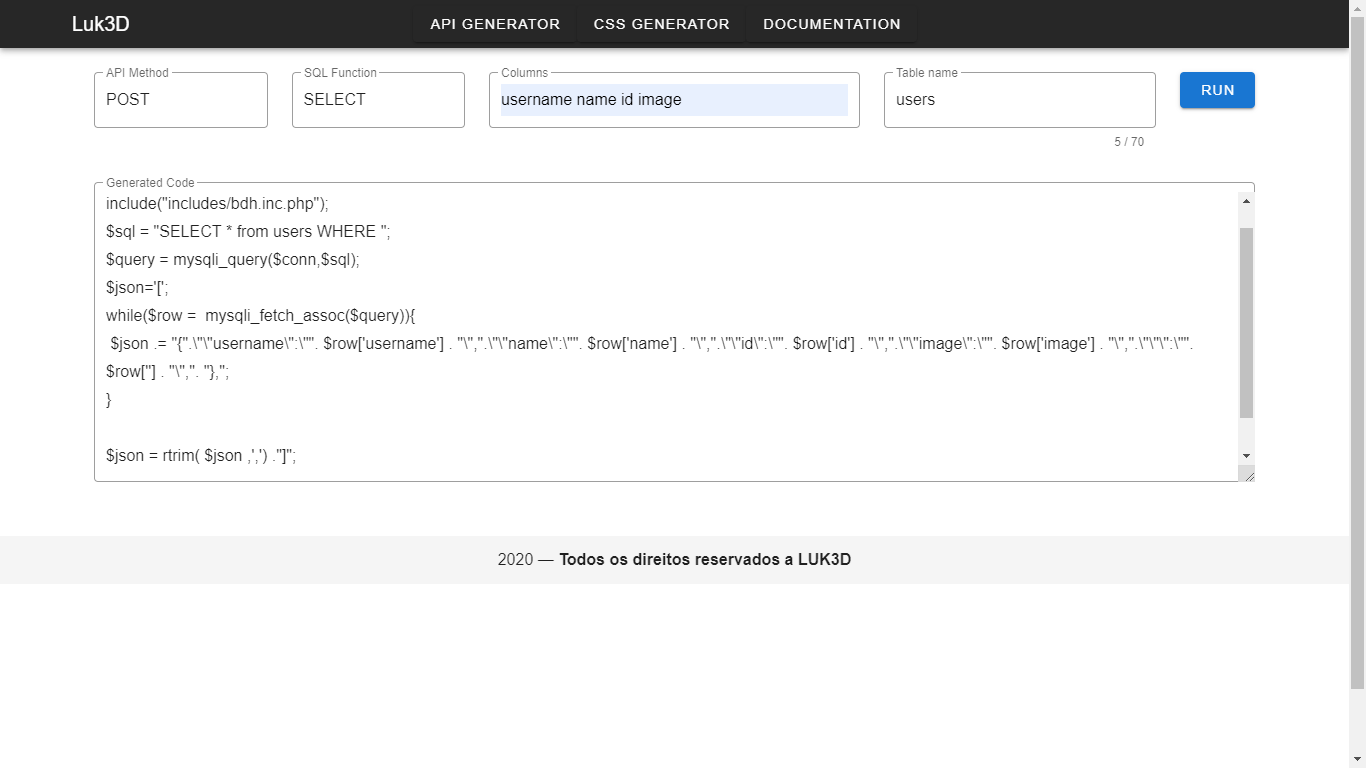 Luk3D
API GENERATOR
CSS GENERATOR
DOCUMENTATION
API Method
POST
SQL Function
SELECT
Columns
username name id image
Table name
users
RUN
5 / 70
Generated Code
include("includes/bdh.inc.php");
$sql = "SELECT * from users WHERE ";
$query = mysqli_query($conn,$sql);
$json='[';
while($row =  mysqli_fetch_assoc($query)){
$json .= "{".\"\"username\":\"". $row['username'] . "\",".\"\"name\":\"". $row['name'] . "\",".\"\"id\":\"". $row['id'] . "\",".\"\"image\":\"". $row['image'] . "\",".\"\"\":\"".
$row[''] . "\",". "},";
}
$json = rtrim( $json ,',') ."]";
2020 — Todos os direitos reservados a LUK3D